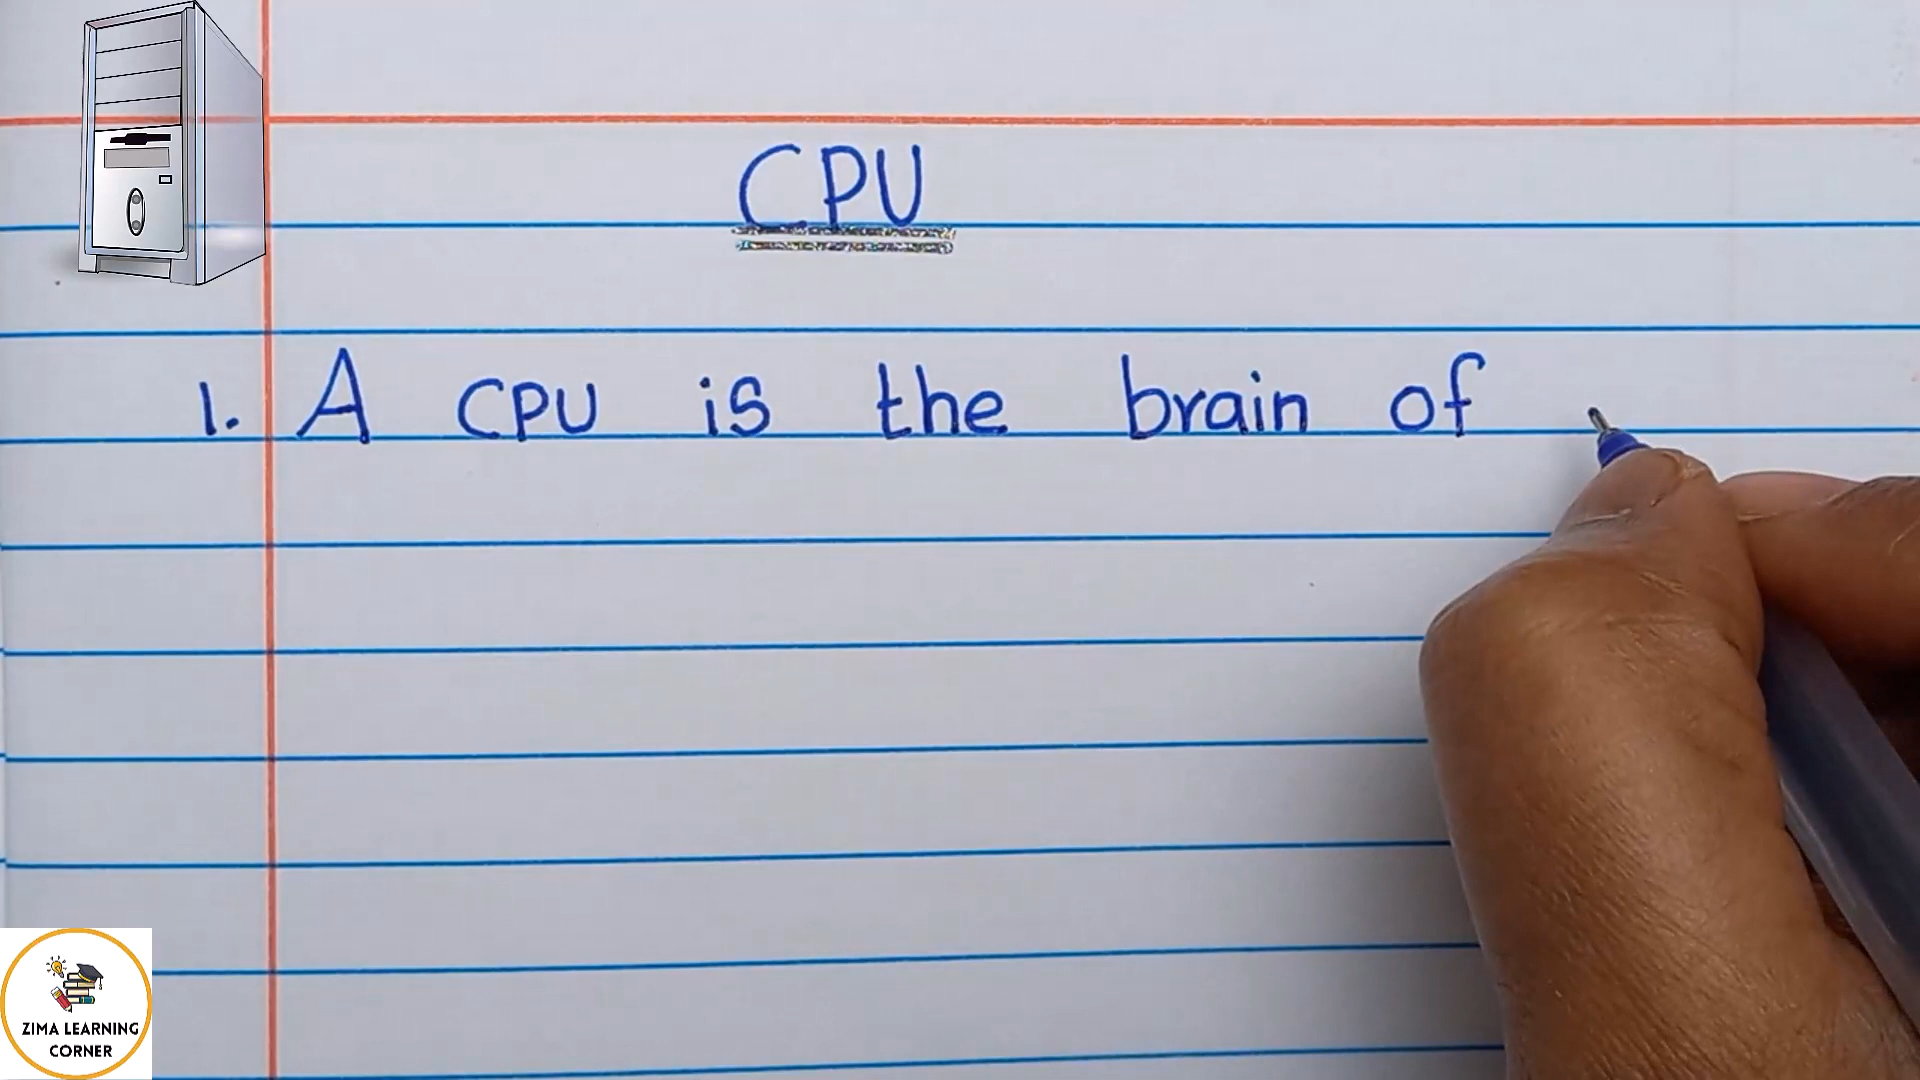 CPU
1. A CPU is the brain of
ZIMA LEARNING
CORNER